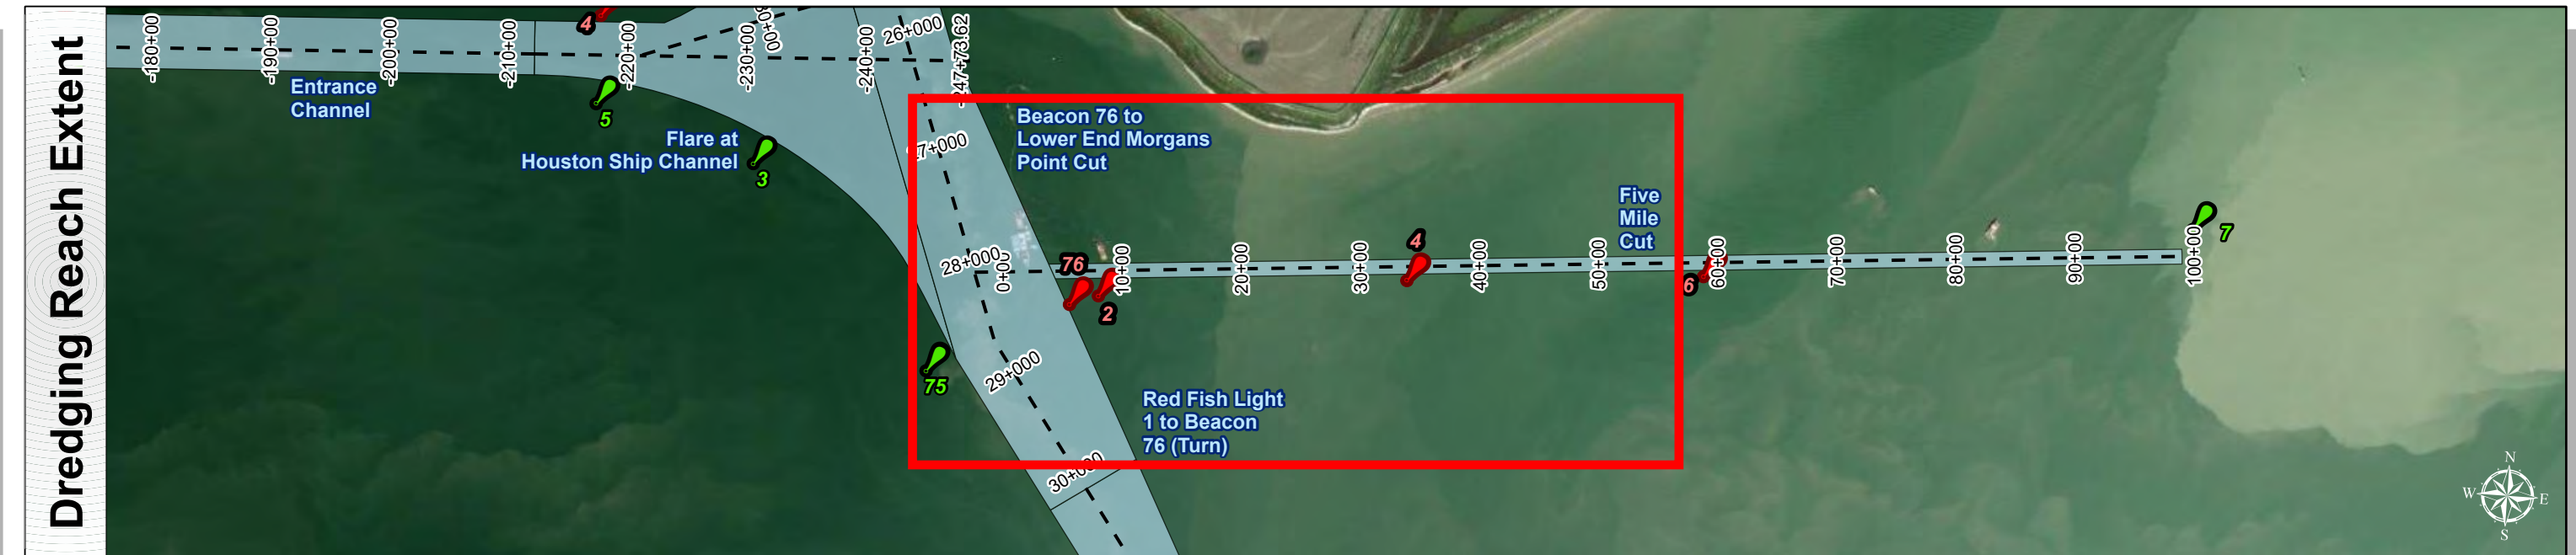 Dredging Reach Extent
-180+00
-190+00
-200+00
-210+00
-220+00
-230+00
-240+00
-247+73.62
26+000
4
Entrance
Channel
5
Flare at
Houston Ship Channel
3
Beacon 76 to
Lower End Morgans
Point Cut
Five
Mile
Cut
28+000
0+00
76
10+00
20+00
30+00
4
40+00
50+00
60+00
70+00
80+00
90+00
100+00
7
6
2
29+000
75
Red Fish Light
1 to Beacon
76 (Turn)
30+000
N
W
E
S